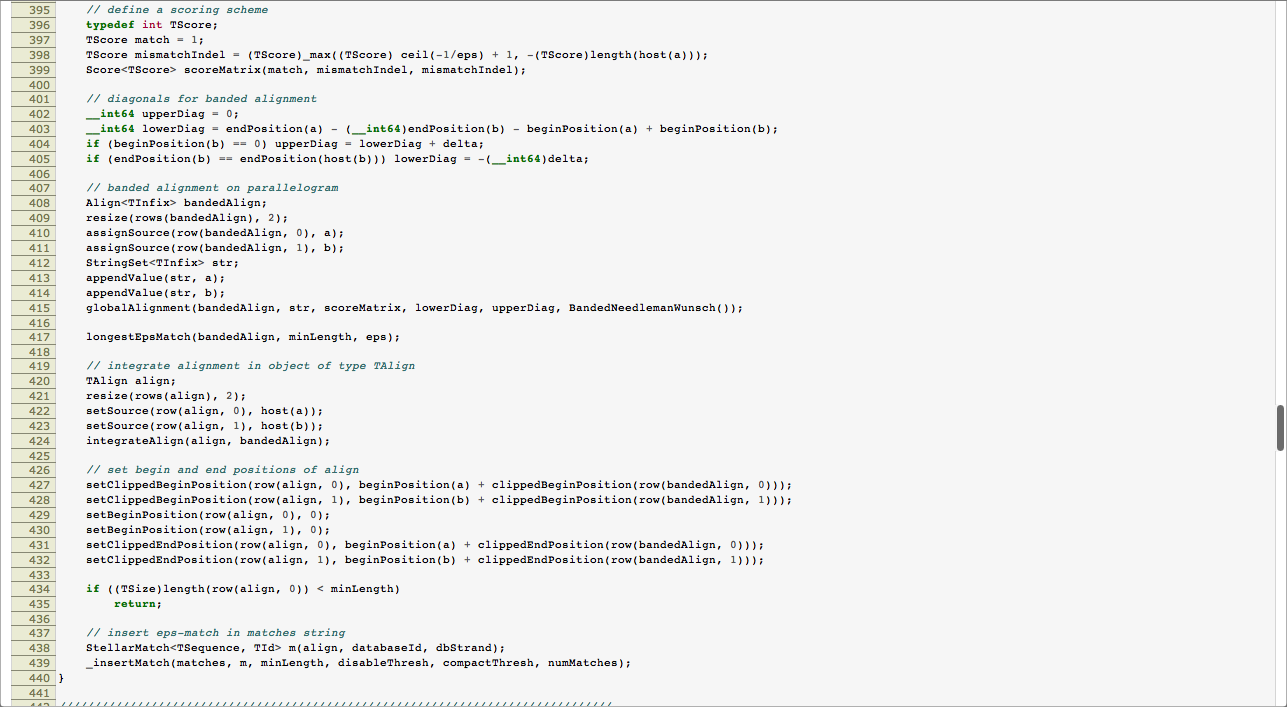 395 // define a scoring scheme
396 typedef int TScore;
397 TScore match = 1;
398 TScore mismatchIndel = (TScore)_max((TScore) ceil(-1/eps) + 1, -(TScore)length(host(a)));
399 Score<TScore> scoreMatrix(match, mismatchIndel, mismatchIndel);
400
401 // diagonals for banded alignment
402 __int64 upperDiag = 0;
403 __int64 lowerDiag = endPosition(a) - (__int64)endPosition(b) - beginPosition(a) + beginPosition(b);
404 if (beginPosition(b) == 0) upperDiag = lowerDiag + delta;
405 if (endPosition(b) == endPosition(host(b))) lowerDiag = -(__int64)delta;
406
407 // banded alignment on parallelogram
408 Align<TInfix> bandedAlign;
409 resize(rows(bandedAlign), 2);
410 assignSource(row(bandedAlign, 0), a);
411 assignSource(row(bandedAlign, 1), b);
412 StringSet<TInfix> str;
413 appendValue(str, a);
414 appendValue(str, b);
415 globalAlignment(bandedAlign, str, scoreMatrix, lowerDiag, upperDiag, BandedNeedlemanWunsch());
416
417 longestEpsMatch(bandedAlign, minLength, eps);
418
419 // integrate alignment in object of type TAlign
420 TAlign align;
421 resize(rows(align), 2);
422 setSource(row(align, 0), host(a));
423 setSource(row(align, 1), host(b));
424 integrateAlign(align, bandedAlign);
425
426 // set begin and end positions of align
427 setClippedBeginPosition(row(align, 0), beginPosition(a) + clippedBeginPosition(row(bandedAlign, 0)));
428 setClippedBeginPosition(row(align, 1), beginPosition(b) + clippedBeginPosition(row(bandedAlign, 1)));
429 setBeginPosition(row(align, 0), 0);
430 setBeginPosition(row(align, 1), 0);
431 setClippedEndPosition(row(align, 0), beginPosition(a) + clippedEndPosition(row(bandedAlign, 0)));
432 setClippedEndPosition(row(align, 1), beginPosition(b) + clippedEndPosition(row(bandedAlign, 1)));
433
434 if ((TSize)length(row(align, 0)) < minLength)
435 return;
436
437 // insert eps-match in matches string
438 StellarMatch<TSequence, TId> m(align, databaseId, dbStrand);
439 _insertMatch(matches, m, minLength, disableThresh, compactThresh, numMatches);
440 }
441
442 ///////////////////////////////////////////////////////////////////////////////